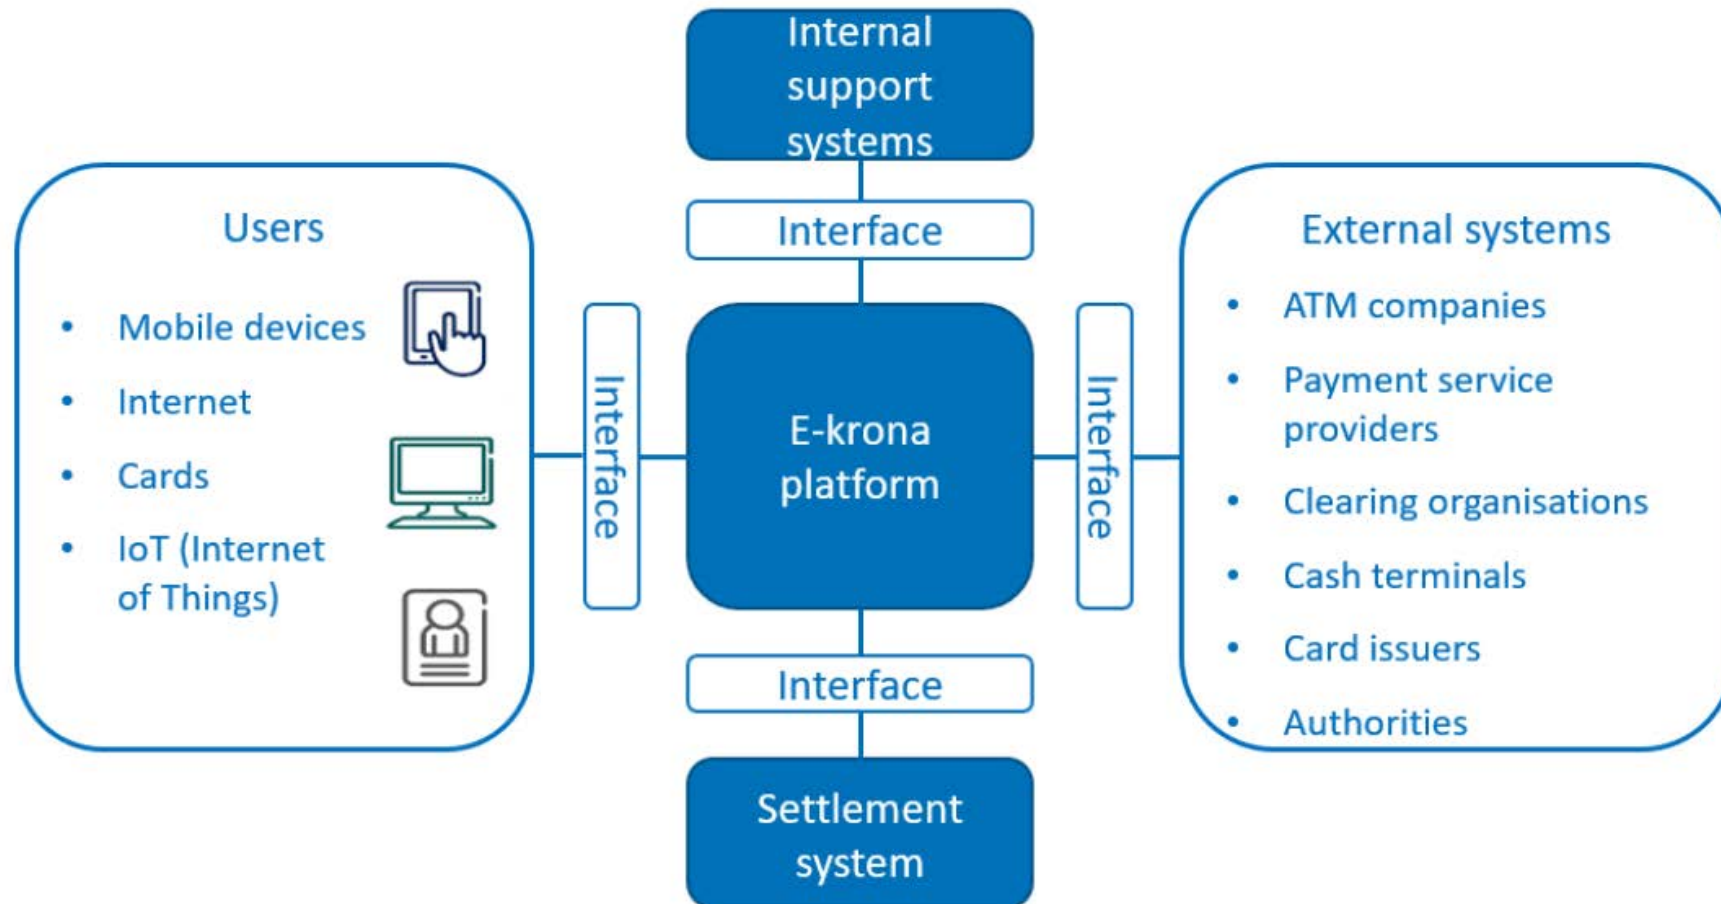 Internal
support
systems
Interface
Users
Mobile devices
Internet
Cards
IoT (Internet
of Things)
Interface
E-krona
platform
Interface
External systems
ATM companies
Payment service
providers
Clearing organisations
Cash terminals
Card issuers
Authorities
Interface
Settlement
system